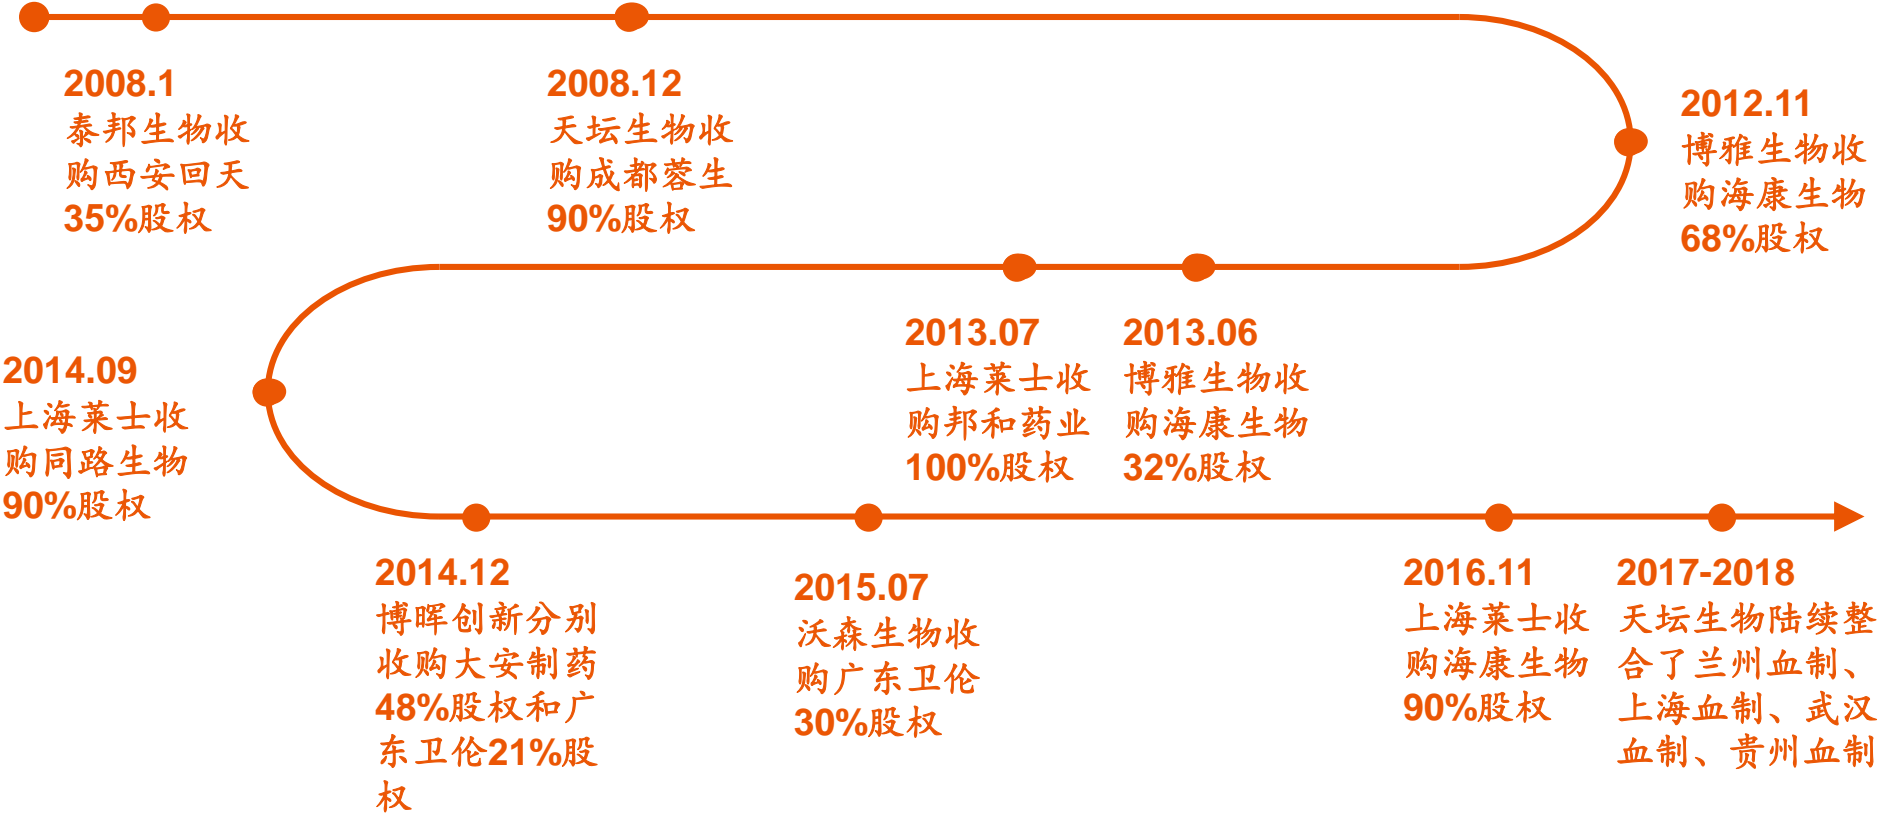 2008.1
泰邦生物收
购西安回天
35%股权
2008.12
天坛生物收
购成都蓉生
90%股权
2012.11
博雅生物收
购海康生物
68%股权
2013.06
博雅生物收
购海康生物
32%股权
2013.07
上海莱士收
购邦和药业
100%股权
2014.09
上海莱士收
购同路生物
90%股权
2014.12
博晖创新分别
收购大安制药
48%股权和广
东卫伦21%股
权
2015.07
沃森生物收
购广东卫伦
30%股权
2016.11
上海莱士收
购海康生物
90%股权
2017-2018
天坛生物陆续整
合了兰州血制、
上海血制、武汉
血制、贵州血制